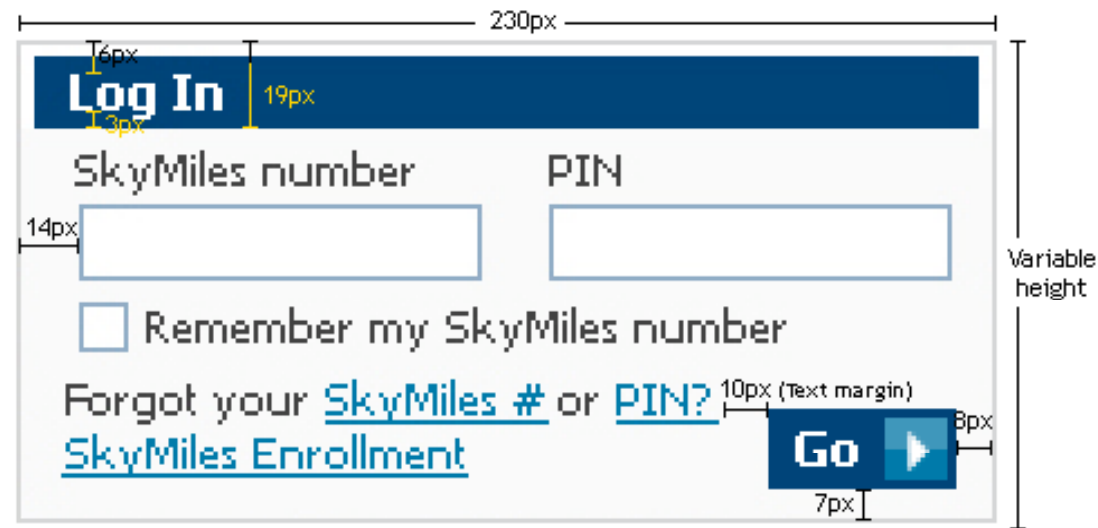 230px
6px
Log In
19px
3px
SkyMiles number PIN
14px
Variable
height
Remember my SkyMiles number
Forgot your SkyMiles # or PIN?
10px (Text margin)
8px
SkyMiles Enrollment
Go
7px